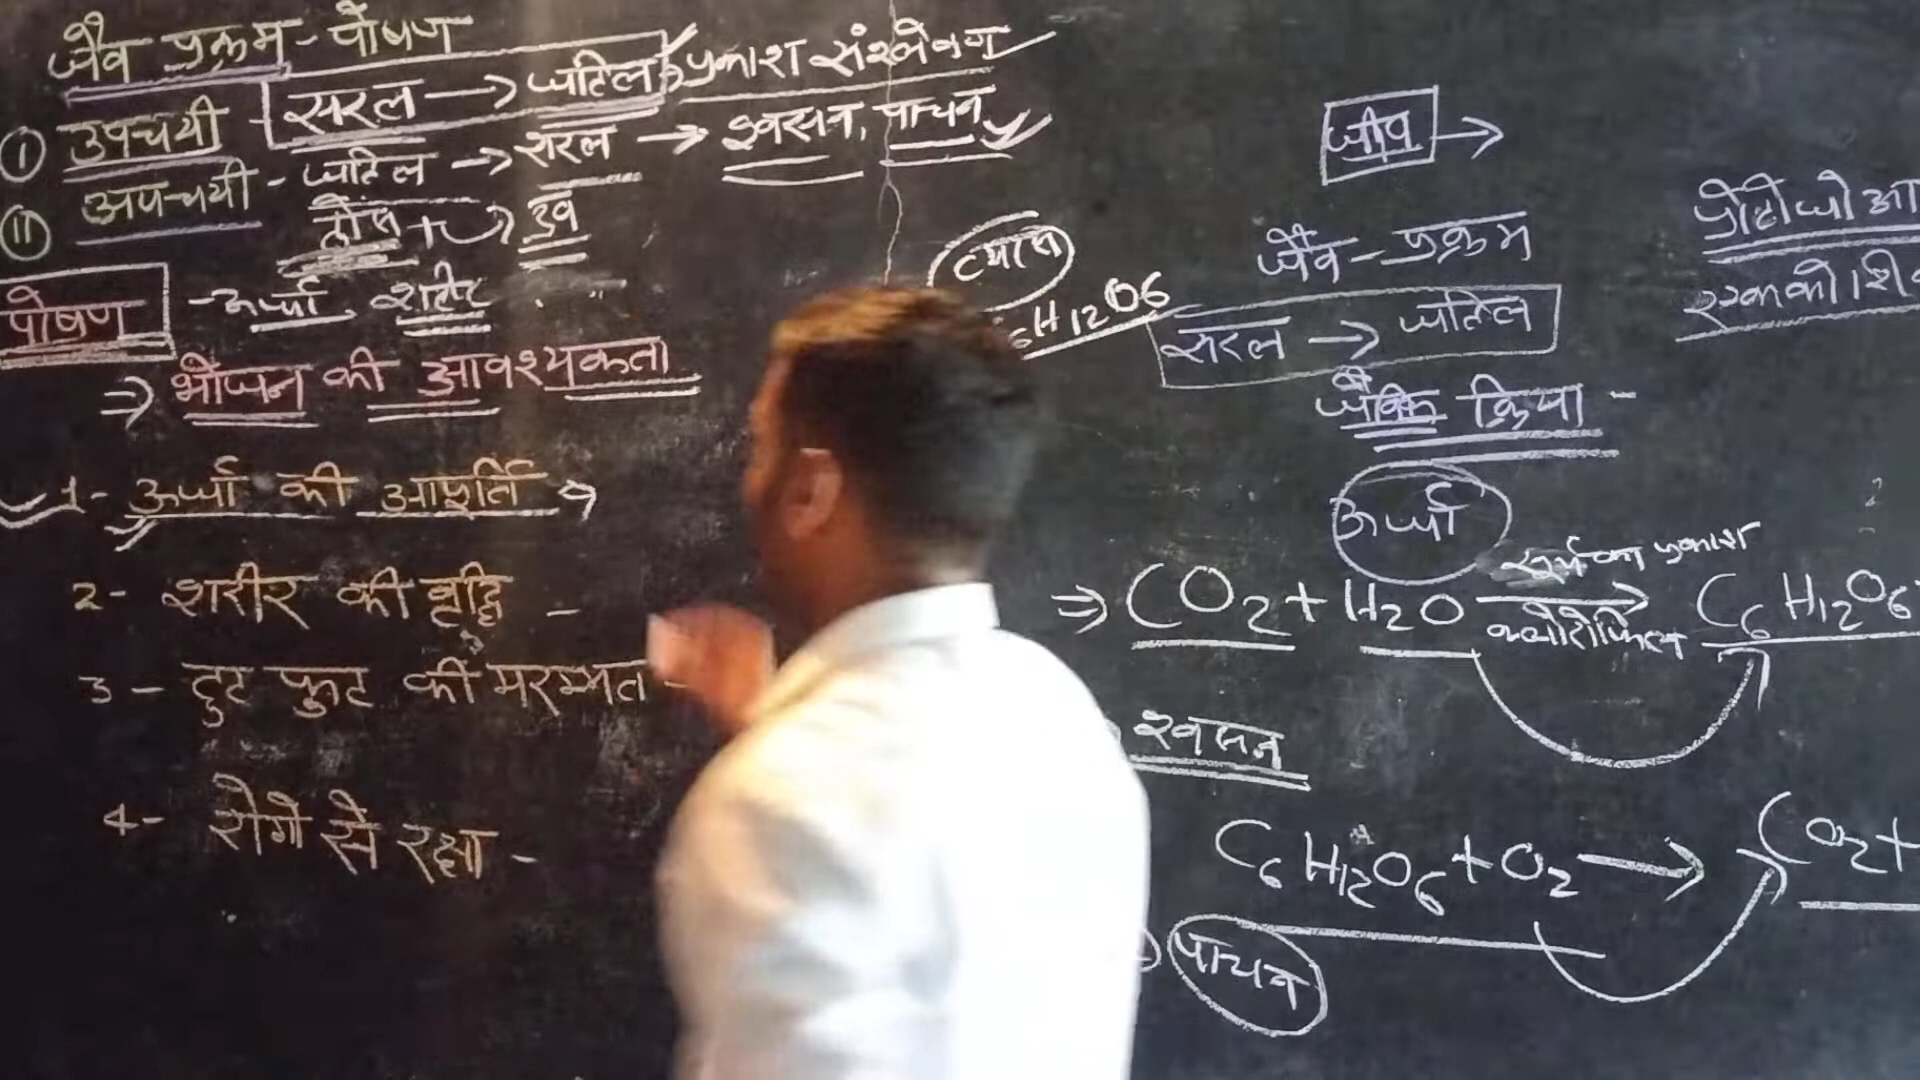 जैव प्रक्रम - पोषण
① उपचयी - सरल → जटिल → प्रकाश संश्लेषण
② अपचयी - जटिल → सरल → श्वसन, पाचन
ठोस → द्रव
पोषण - ऊर्जा शरीर
⇒ भोजन की आवश्यकता
1- ऊर्जा की आपूर्ति →
2- शरीर की वृद्धि -
3- टुट फुट की मरम्मत -
4- रोगो से रक्षा -
6H12O6
जीव →
जैव - प्रक्रम
सरल → जटिल
क्रिया -
ऊर्जा
सूर्य का प्रकाश
⇒ CO2 + H2O → C6H12O6
क्लोरोफिल
श्वसन
C6H12O6 + O2 → CO2 +
पाचन